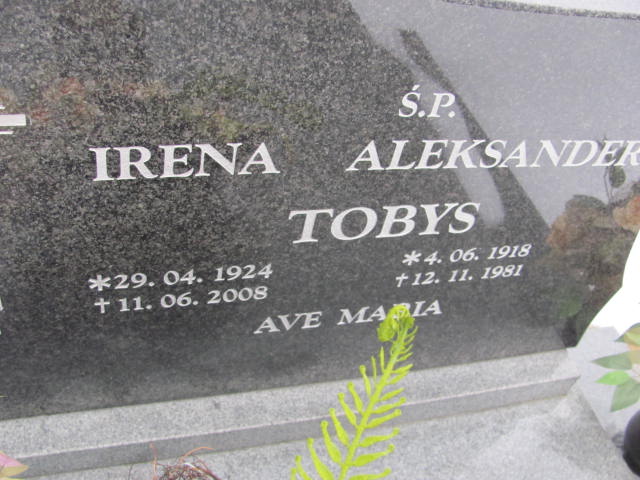 Ś.P.
IRENA ALEKSANDER
TOBYS
*29. 04. 1924 *4. 06. 1918
†11. 06. 2008 †12. 11. 1981
AVE MARIA